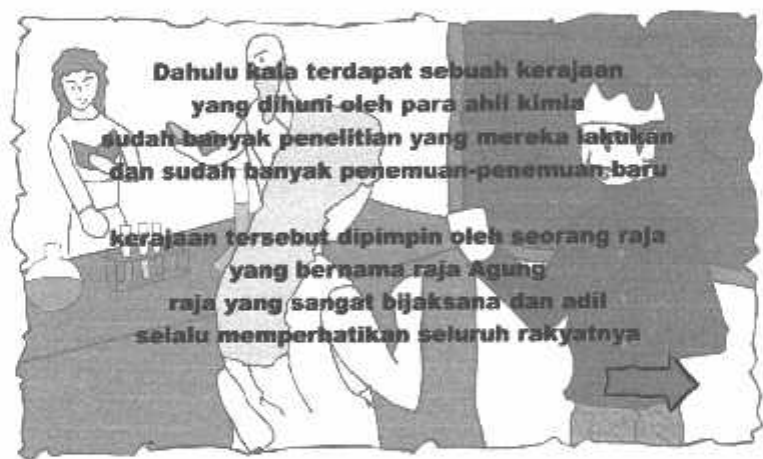 Dahulu kala terdapat sebuah kerajaan
yang dihuni oleh para ahli kimia
sudah banyak penelitian yang mereka lakukan
dan sudah banyak penemuan-penemuan baru
kerajaan tersebut dipimpin oleh seorang raja
yang bernama raja Agung
raja yang sangat bijaksana dan adil
selalu memperhatikan seluruh rakyatnya